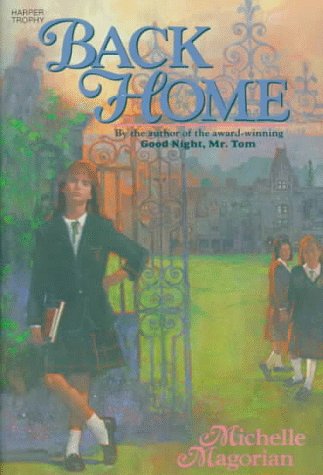 HARPER
TROPHY
BACK
HOME
By the author of the award-winning
Good Night, Mr. Tom
Michelle
Magorian